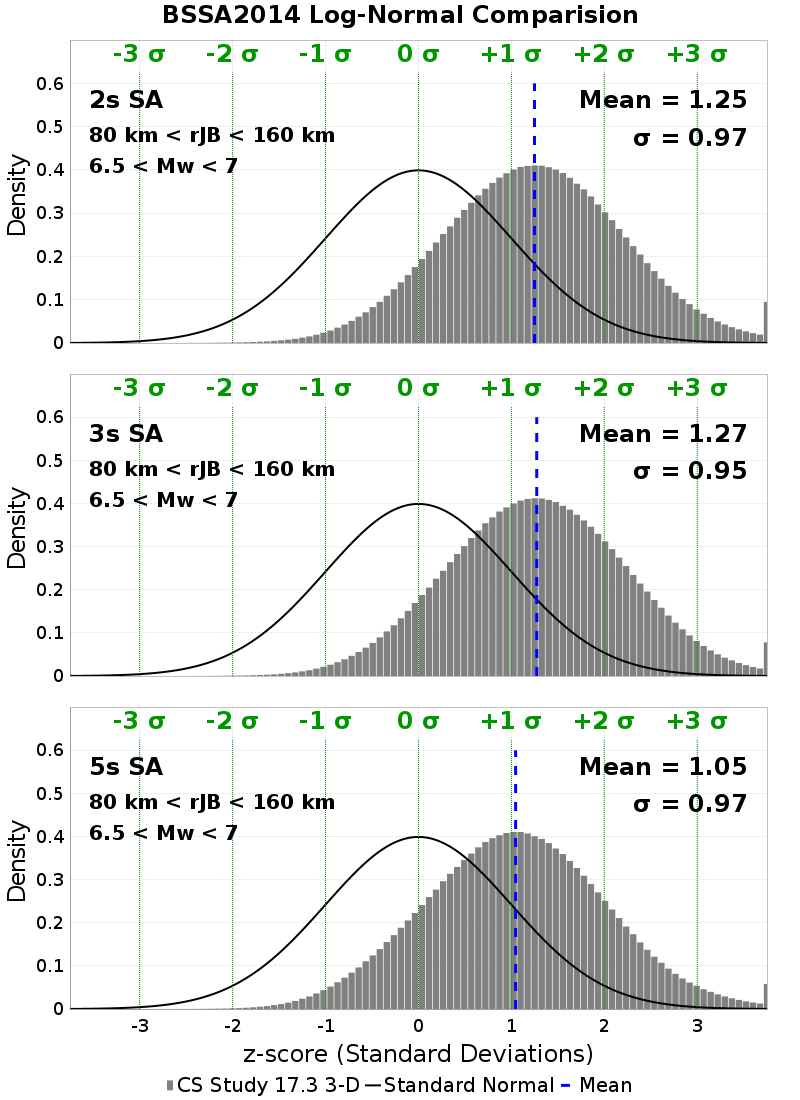 BSSA2014 Log-Normal Comparision
-3 σ -2 σ -1 σ 0 σ +1 σ +2 σ +3 σ
0.6
2s SA Mean = 1.25
0.5
80 km < rJB < 160 km σ = 0.97
6.5 < Mw < 7
0.4
Density
0.3
0.2
0.1
0
-3 σ -2 σ -1 σ 0 σ +1 σ +2 σ +3 σ
0.6
3s SA Mean = 1.27
0.5
80 km < rJB < 160 km σ = 0.95
6.5 < Mw < 7
0.4
Density
0.3
0.2
0.1
0
-3 σ -2 σ -1 σ 0 σ +1 σ +2 σ +3 σ
0.6
5s SA Mean = 1.05
0.5
80 km < rJB < 160 km σ = 0.97
6.5 < Mw < 7
0.4
Density
0.3
0.2
0.1
0
-3 -2 -1 0 1 2 3
z-score (Standard Deviations)
CS Study 17.3 3-D Standard Normal Mean